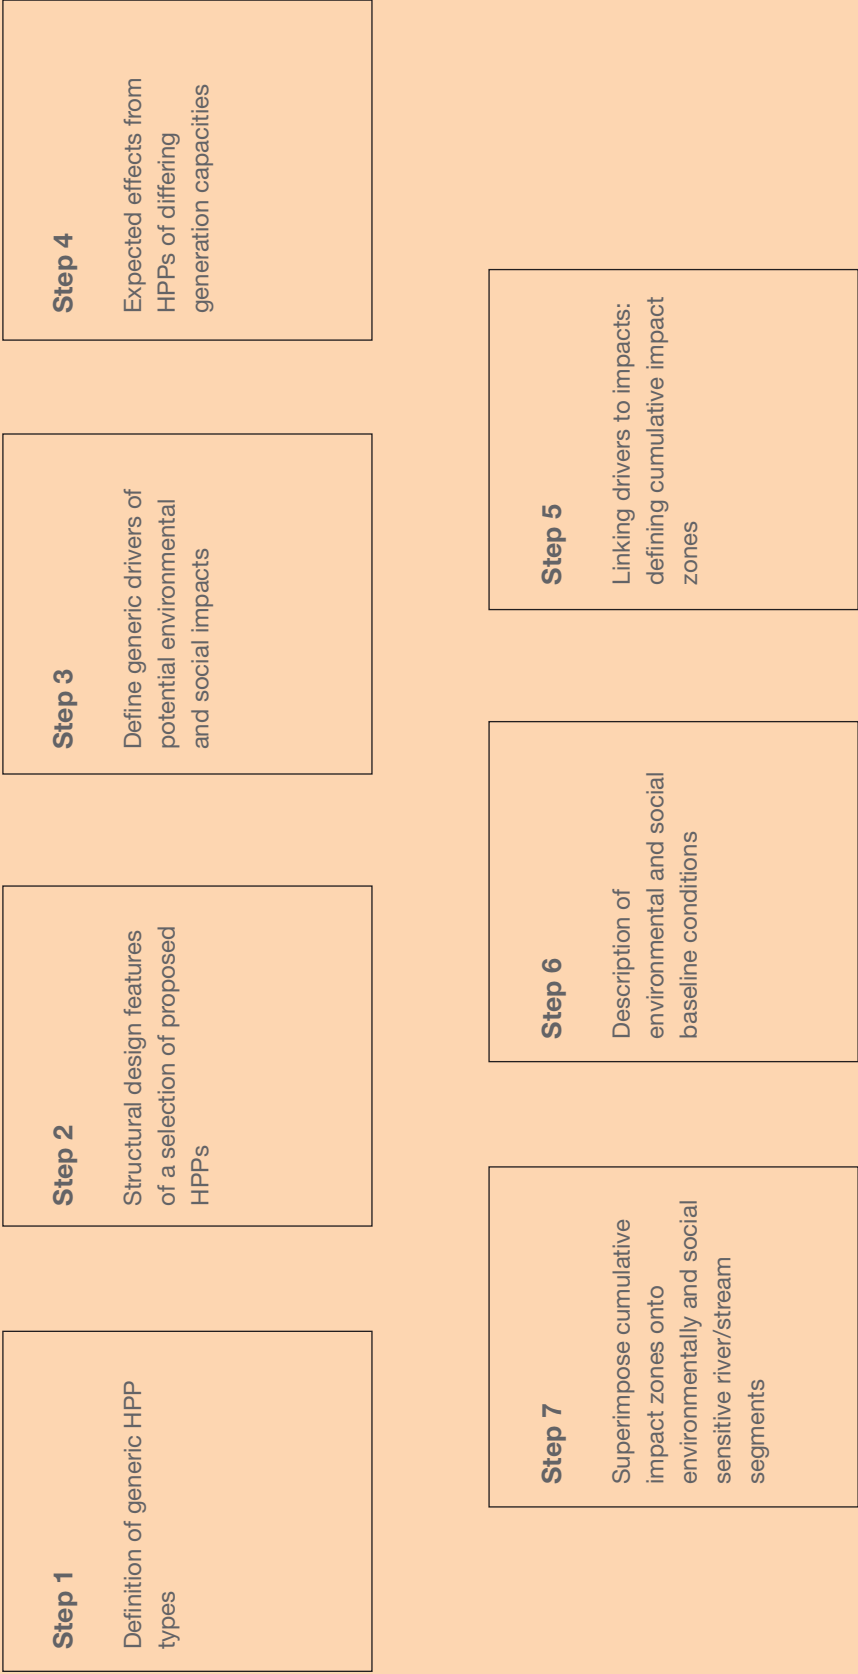 Step 1
Definition of generic HPP
types
Step 2
Structural design features
of a selection of proposed
HPPs
Step 3
Define generic drivers of
potential environmental
and social impacts
Step 4
Expected effects from
HPPs of differing
generation capacities
Step 5
Linking drivers to impacts:
defining cumulative impact
zones
Step 6
Description of
environmental and social
baseline conditions
Step 7
Superimpose cumulative
impact zones onto
environmentally and social
sensitive river/stream
segments